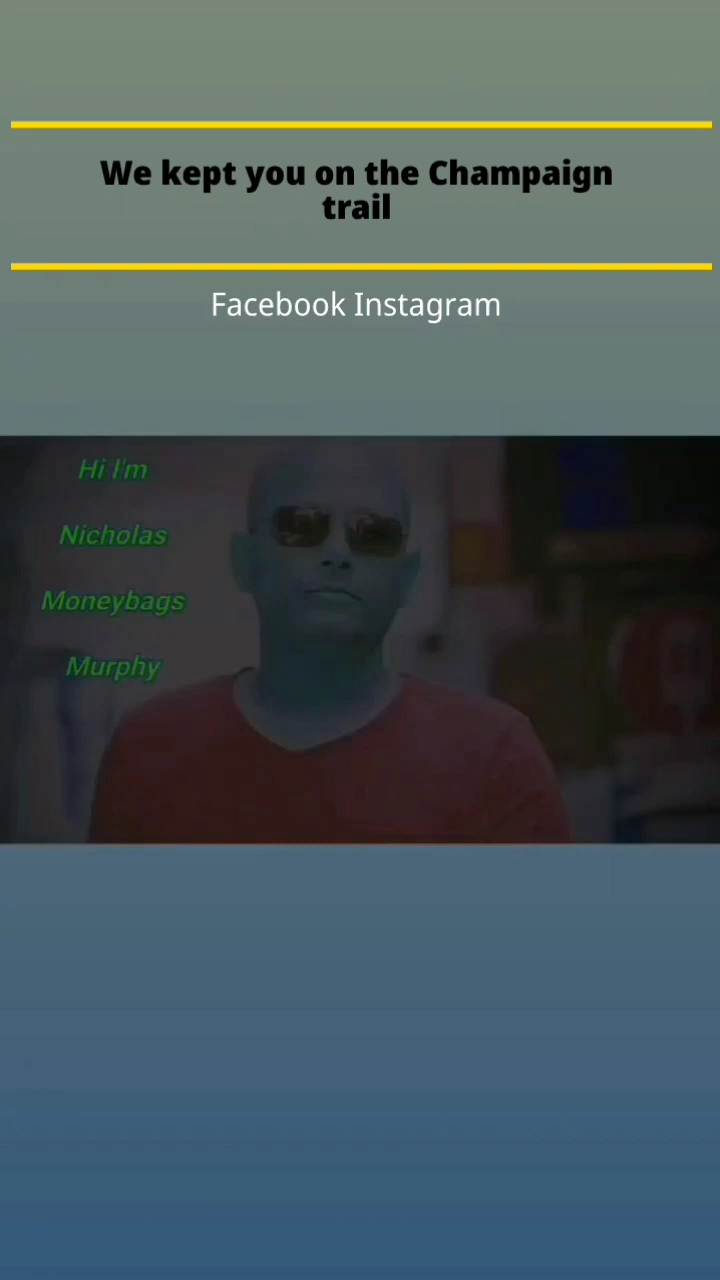 We kept you on the Champaign
trail
Facebook Instagram
Hi I'm
Nicholas
Moneybags
Murphy